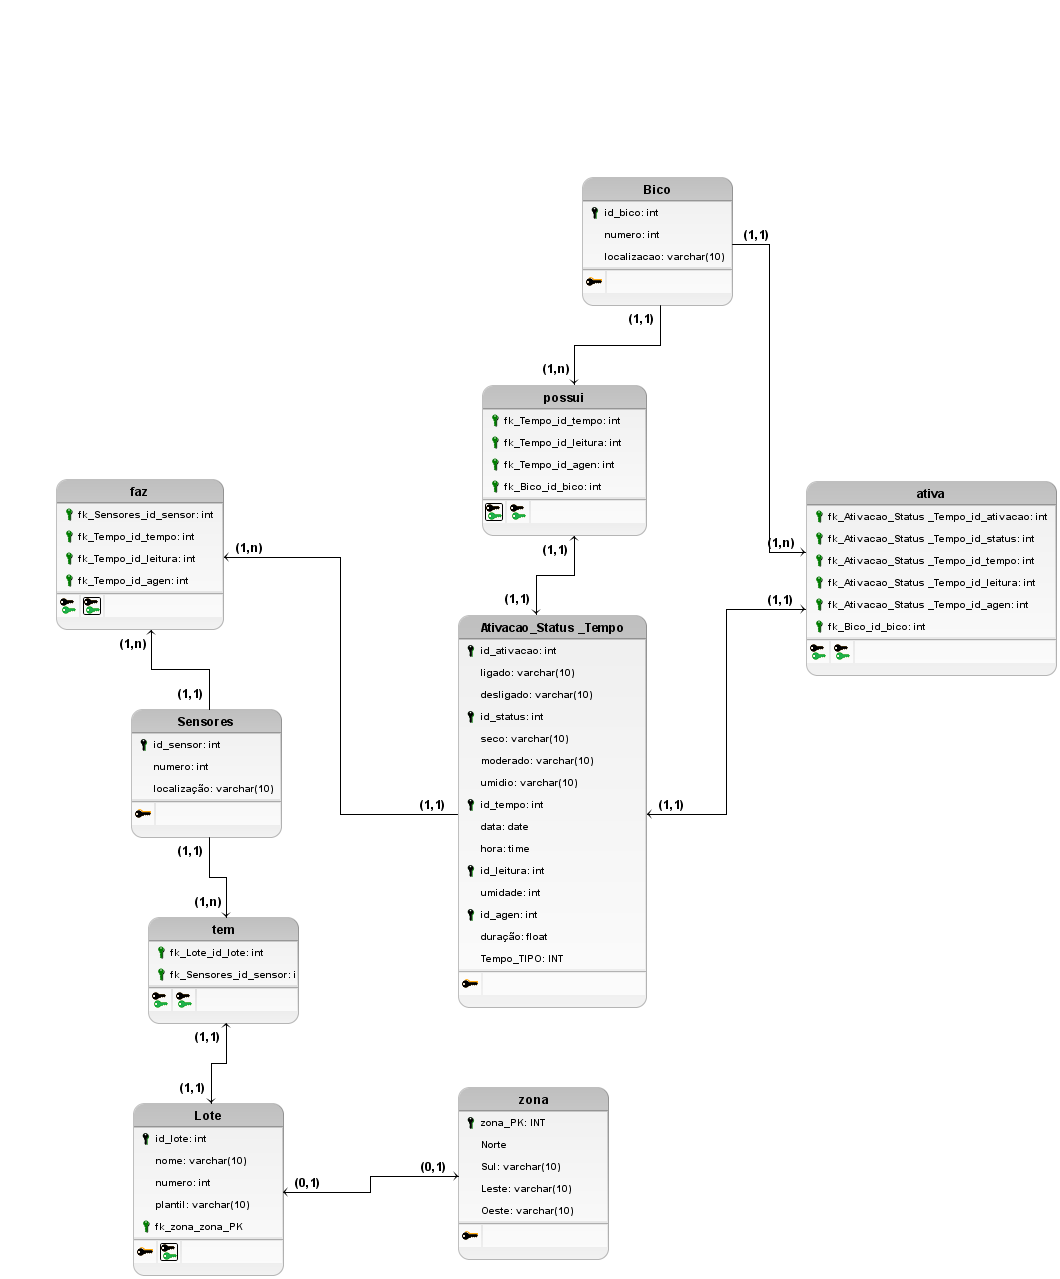 Bico
id_bico: int
numero: int
localizacao: varchar(10)
(1,1)
(1,1)
(1,n)
possui
fk_Tempo_id_tempo: int
fk_Tempo_id_leitura: int
fk_Tempo_id_agen: int
fk_Bico_id_bico: int
(1,1)
(1,1)
faz
fk_Sensores_id_sensor: int
fk_Tempo_id_tempo: int
fk_Tempo_id_leitura: int
fk_Tempo_id_agen: int
(1,n)
(1,n)
(1,1)
ativa
fk_Ativacao_Status _Tempo_id_ativacao: int
fk_Ativacao_Status _Tempo_id_status: int
fk_Ativacao_Status _Tempo_id_tempo: int
fk_Ativacao_Status _Tempo_id_leitura: int
fk_Ativacao_Status _Tempo_id_agen: int
fk_Bico_id_bico: int
(1,n)
(1,1)
Ativacao_Status _Tempo
id_ativacao: int
ligado: varchar(10)
desligado: varchar(10)
id_status: int
seco: varchar(10)
moderado: varchar(10)
umidio: varchar(10)
id_tempo: int
data: date
hora: time
id_leitura: int
umidade: int
id_agen: int
duração: float
Tempo_TIPO: INT
(1,1)
(1,1)
Sensores
id_sensor: int
numero: int
localização: varchar(10)
(1,1)
(1,n)
tem
fk_Lote_id_lote: int
fk_Sensores_id_sensor: i
(1,1)
(1,1)
Lote
id_lote: int
nome: varchar(10)
numero: int
plantil: varchar(10)
fk_zona_zona_PK
(0,1)
(0,1)
zona
zona_PK: INT
Norte
Sul: varchar(10)
Leste: varchar(10)
Oeste: varchar(10)